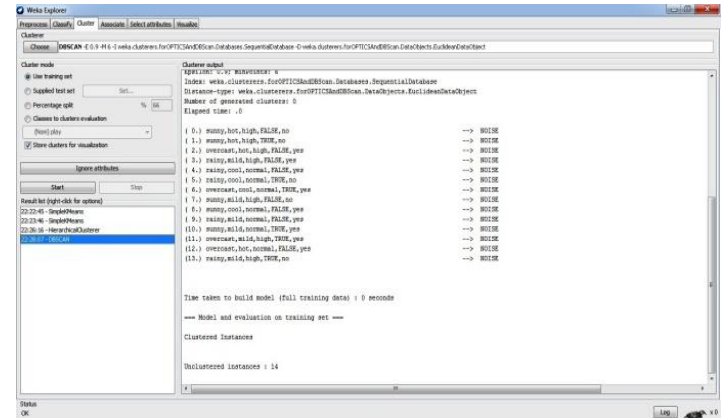 Weka Explorer
Preprocess Classify Cluster Associate Select attributes Visualize
Clusterer
Choose DBSCAN -E 0.9 -M 6 -I weka.clusterers.forOPTICSAndDBScan.Databases.SequentialDatabase -D weka.clusterers.forOPTICSAndDBScan.DataObjects.EuclideanDataObject
Cluster mode
Use training set
Supplied test set Set...
Percentage split % 66
Classes to clusters evaluation
(Nom) play
Store clusters for visualization
Ignore attributes
Start Stop
Result list (right-click for options)
22:22:45 - SimpleKMeans
22:23:46 - SimpleKMeans
22:26:16 - HierarchicalClusterer
22:28:07 - DBSCAN
Clusterer output
Epsilon: 0.9; minPoints: 6
Index: weka.clusterers.forOPTICSAndDBScan.Databases.SequentialDatabase
Distance-type: weka.clusterers.forOPTICSAndDBScan.DataObjects.EuclideanDataObject
Number of generated clusters: 0
Elapsed time: .0
( 0.) sunny,hot,high,FALSE,no --> NOISE
( 1.) sunny,hot,high,TRUE,no --> NOISE
( 2.) overcast,hot,high,FALSE,yes --> NOISE
( 3.) rainy,mild,high,FALSE,yes --> NOISE
( 4.) rainy,cool,normal,FALSE,yes --> NOISE
( 5.) rainy,cool,normal,TRUE,no --> NOISE
( 6.) overcast,cool,normal,TRUE,yes --> NOISE
( 7.) sunny,mild,high,FALSE,no --> NOISE
( 8.) sunny,cool,normal,FALSE,yes --> NOISE
( 9.) rainy,mild,normal,FALSE,yes --> NOISE
(10.) sunny,mild,normal,TRUE,yes --> NOISE
(11.) overcast,mild,high,TRUE,yes --> NOISE
(12.) overcast,hot,normal,FALSE,yes --> NOISE
(13.) rainy,mild,high,TRUE,no --> NOISE
Time taken to build model (full training data) : 0 seconds
=== Model and evaluation on training set ===
Clustered Instances
Unclustered instances : 14
Status
OK
Log x 0